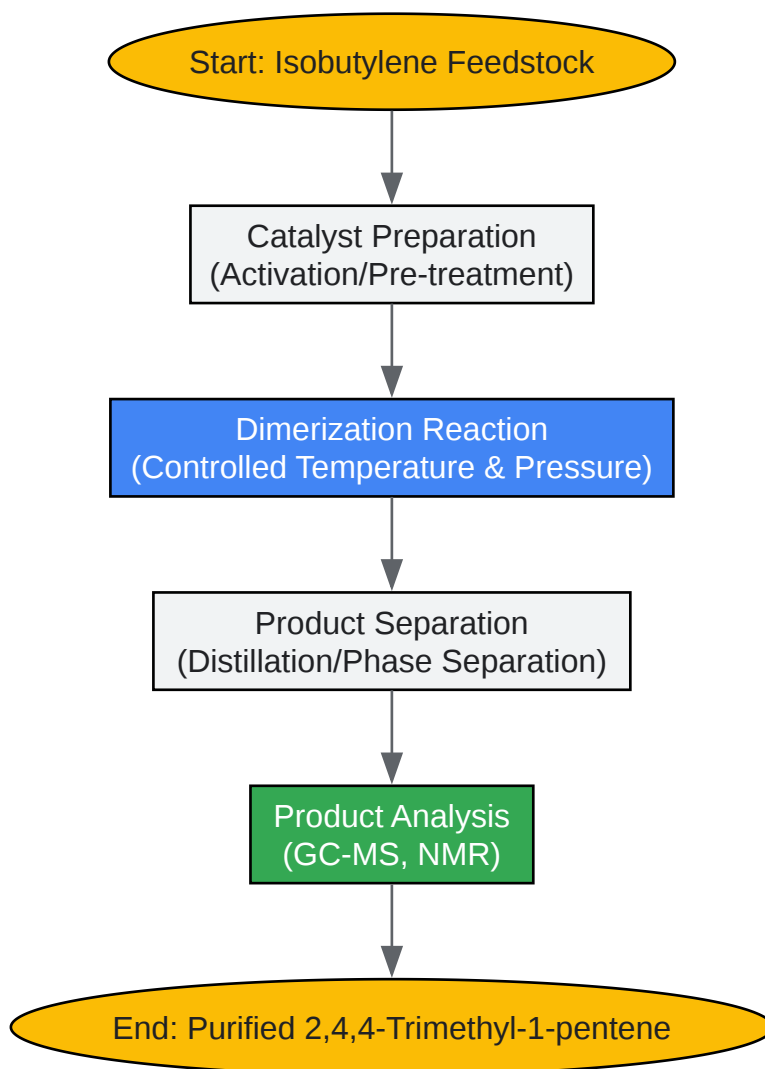 Start: Isobutylene Feedstock
Catalyst Preparation
(Activation/Pre-treatment)
Dimerization Reaction
(Controlled Temperature & Pressure)
Product Separation
(Distillation/Phase Separation)
Product Analysis
(GC-MS, NMR)
End: Purified 2,4,4-Trimethyl-1-pentene